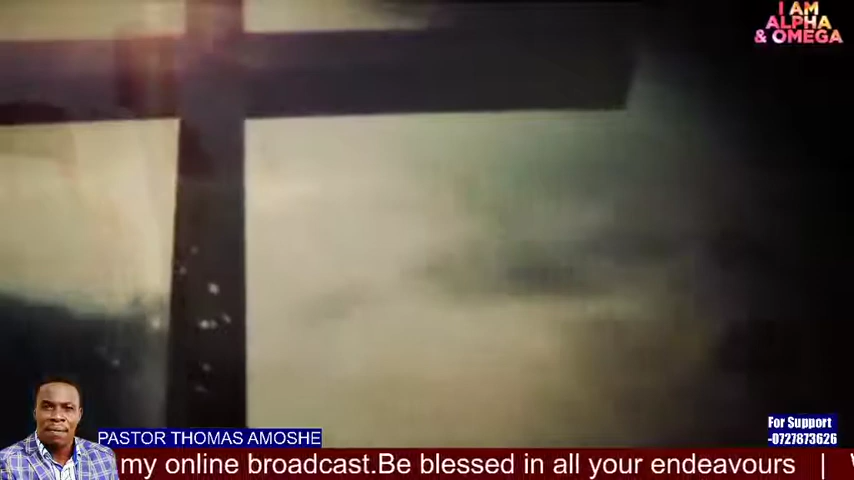 I AM
ALPHA
& OMEGA
For Support
-0727873626
PASTOR THOMAS AMOSHE
my online broadcast.Be blessed in all your endeavours |